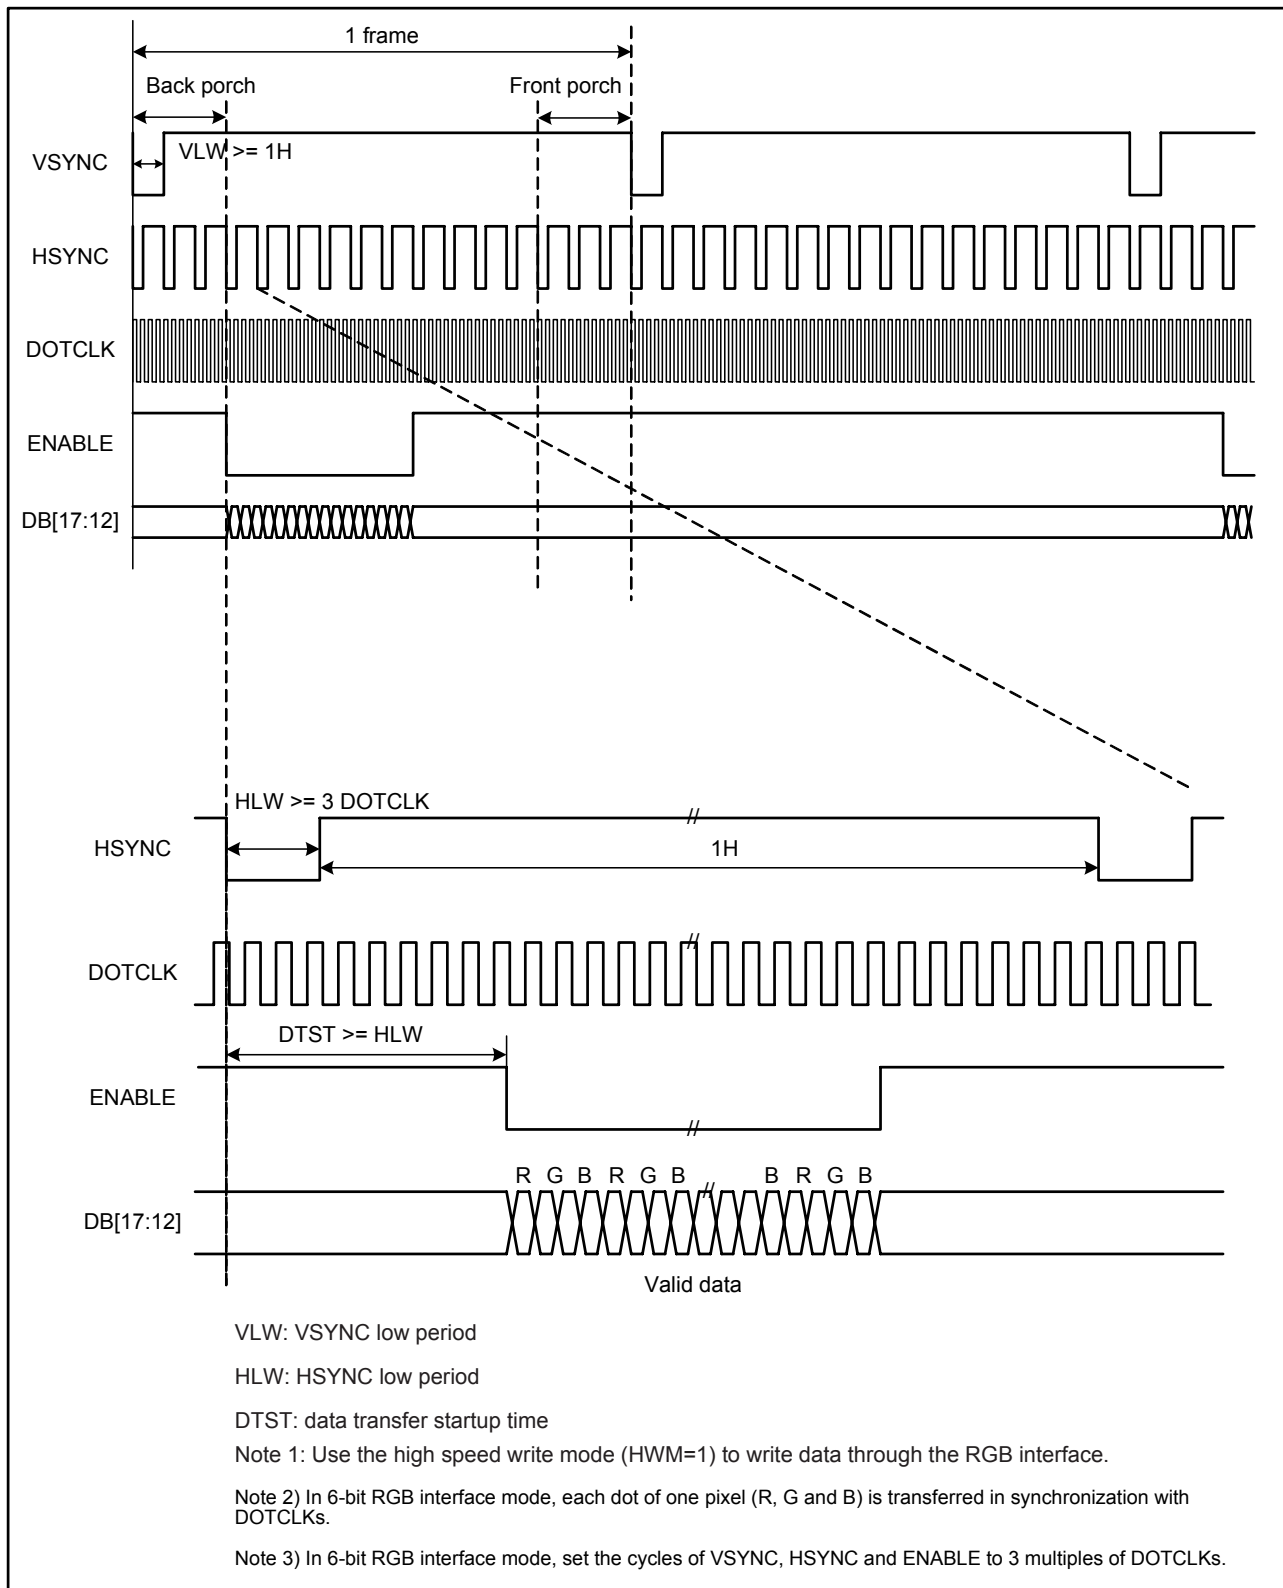 1 frame
Back porch
Front porch
VLW >= 1H
VSYNC
HSYNC
DOTCLK
ENABLE
DB[17:12]
HLW >= 3 DOTCLK
//
HSYNC
1H
//
DOTCLK
DTST >= HLW
ENABLE
//
R G B R G B B R G B
//
DB[17:12]
Valid data
VLW: VSYNC low period
HLW: HSYNC low period
DTST: data transfer startup time
Note 1: Use the high speed write mode (HWM=1) to write data through the RGB interface.
Note 2) In 6-bit RGB interface mode, each dot of one pixel (R, G and B) is transferred in synchronization with
DOTCLKs.
Note 3) In 6-bit RGB interface mode, set the cycles of VSYNC, HSYNC and ENABLE to 3 multiples of DOTCLKs.